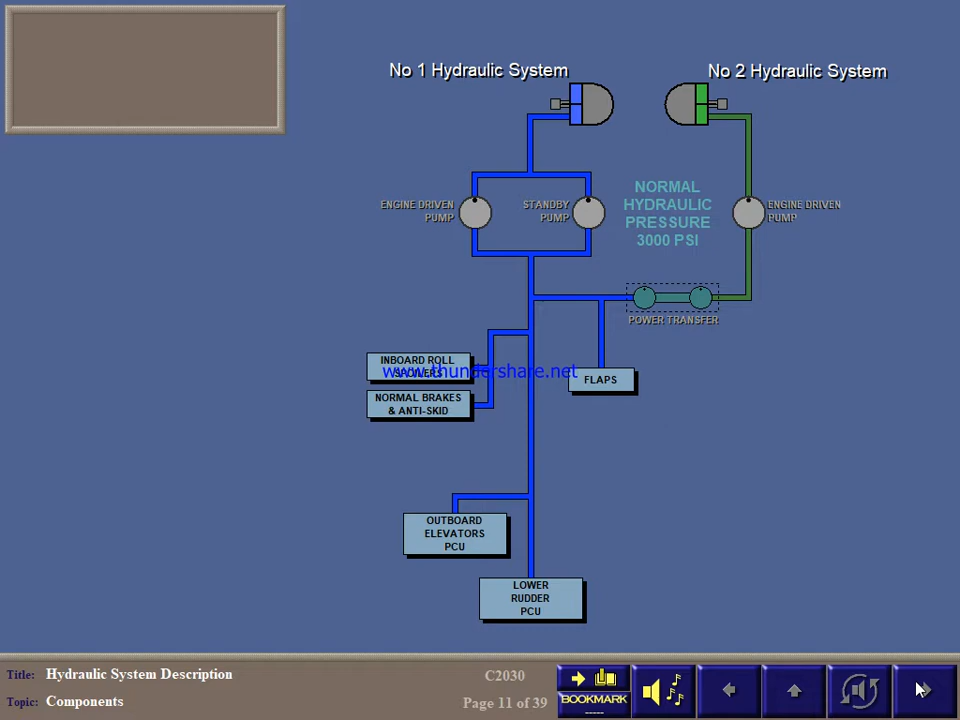 No 1 Hydraulic System
No 2 Hydraulic System
ENGINE DRIVEN
PUMP
STANDBY
PUMP
NORMAL
HYDRAULIC
PRESSURE
3000 PSI
ENGINE DRIVEN
PUMP
POWER TRANSFER
INBOARD ROLL
SPOILERS
www.thundershare.net
FLAPS
NORMAL BRAKES
& ANTI-SKID
OUTBOARD
ELEVATORS
PCU
LOWER
RUDDER
PCU
Title: Hydraulic System Description
C2030
Topic: Components
Page 11 of 39
BOOKMARK